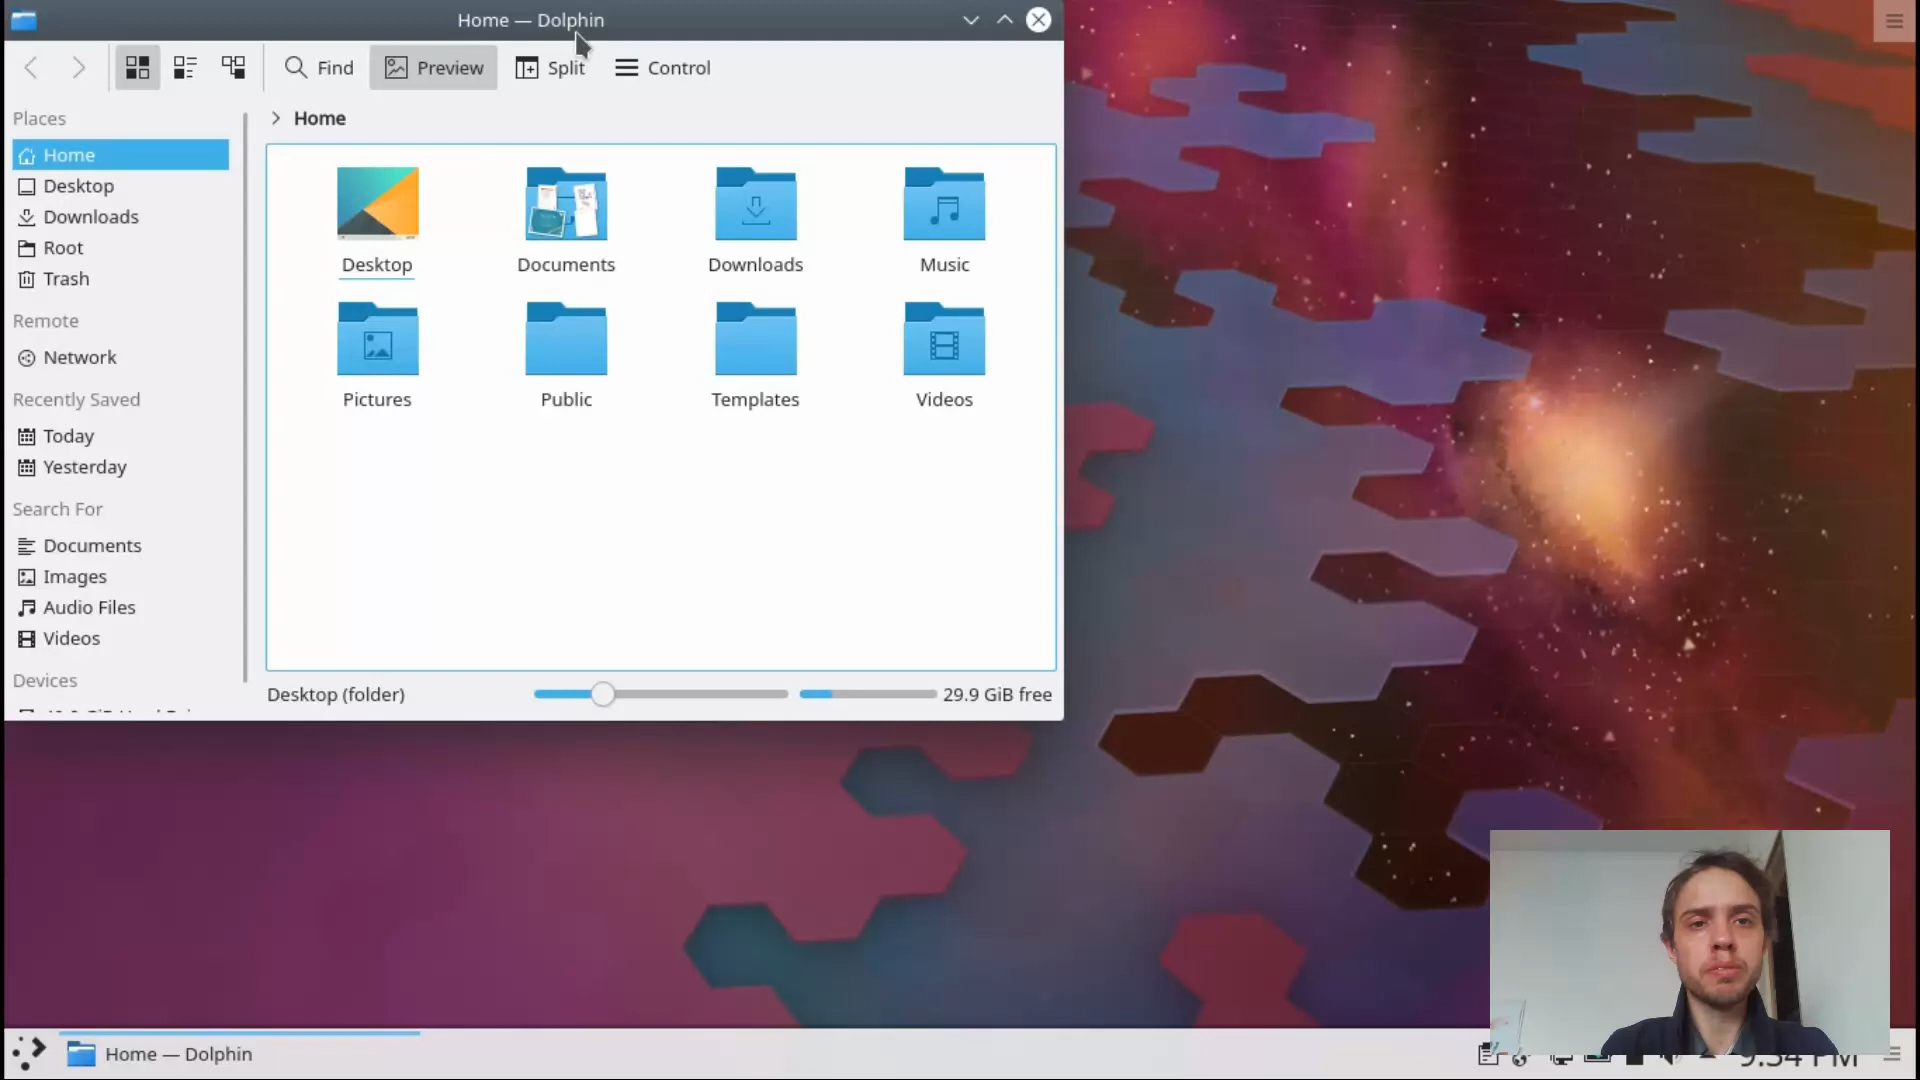 Home — Dolphin
Find
Preview
Split
Control
Places
Home
Home
Desktop
Downloads
Root
Trash
Remote
Network
Recently Saved
Today
Yesterday
Search For
Documents
Images
Audio Files
Videos
Devices
Desktop
Documents
Downloads
Music
Pictures
Public
Templates
Videos
Desktop (folder)
29.9 GiB free
Home — Dolphin